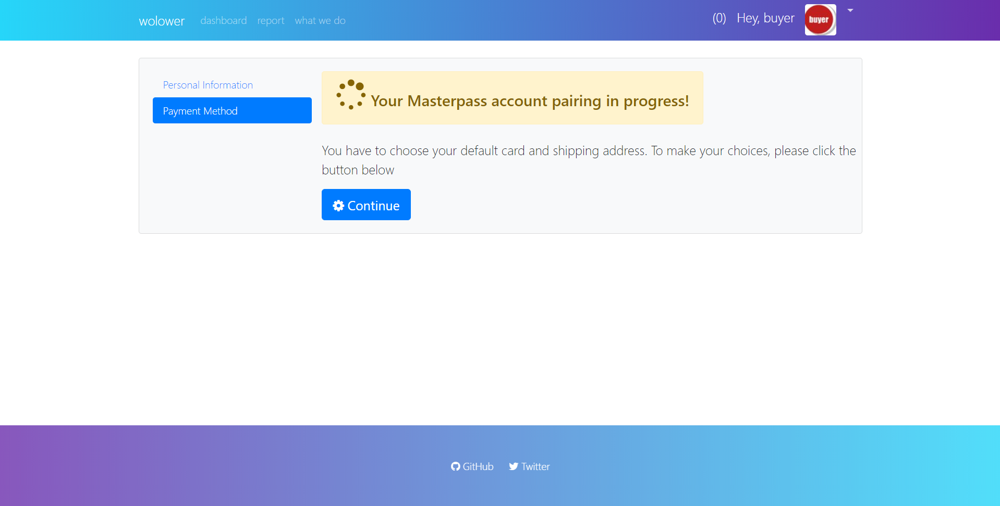 wolower dashboard report what we do (0) Hey, buyer buyer
Personal Information
Payment Method
Your Masterpass account pairing in progress!
You have to choose your default card and shipping address. To make your choices, please click the
button below
Continue
GitHub Twitter